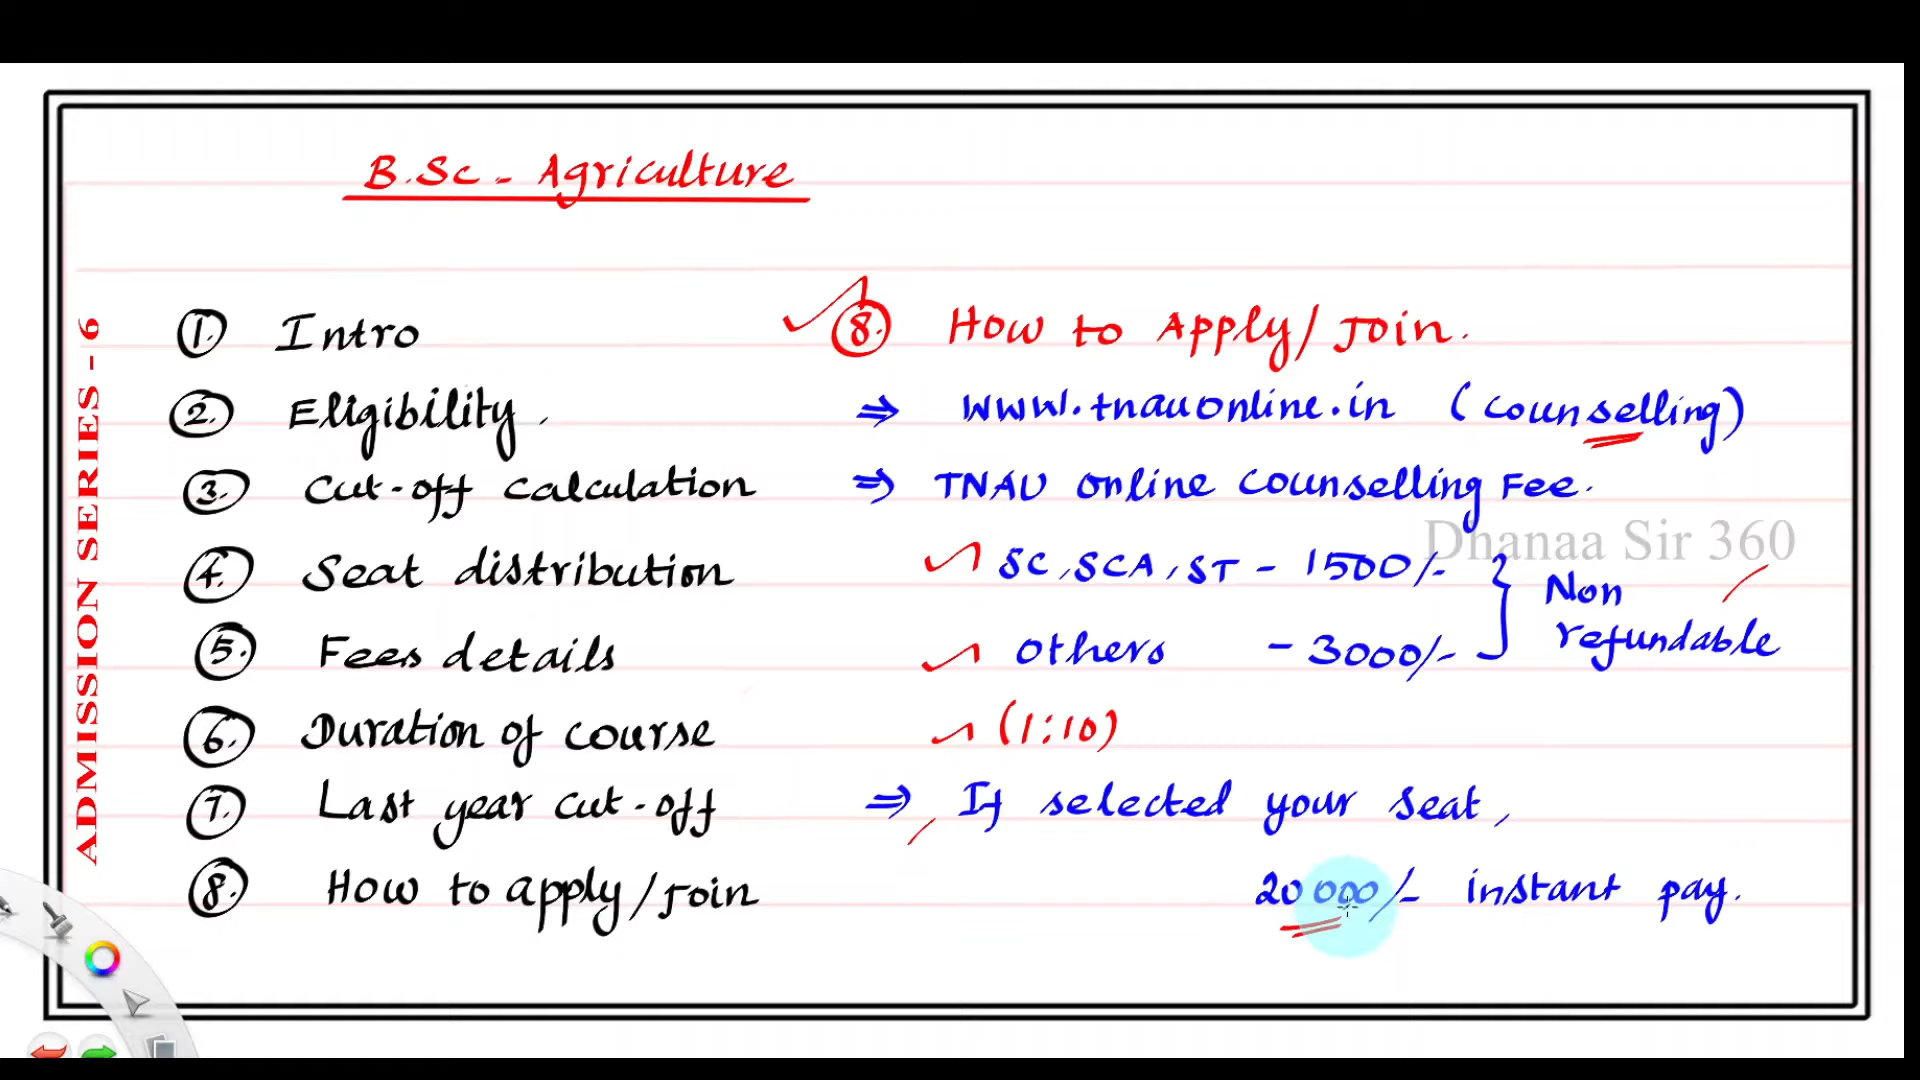 B.Sc - Agriculture
ADMISSION SERIES - 6
1. Intro
2. Eligibility.
3. Cut-off calculation
4. Seat distribution
5. Fees details
6. Duration of course
7. Last year cut-off
8. How to apply/Join
8. How to Apply/Join.
⇒ www.tnauonline.in (counselling)
⇒ TNAU Online Counselling Fee.
Dhanaa Sir 360
SC, SCA, ST - 1500/-
Others - 3000/-
Non
refundable
(1:10)
⇒ If selected your seat,
20000/- instant pay.